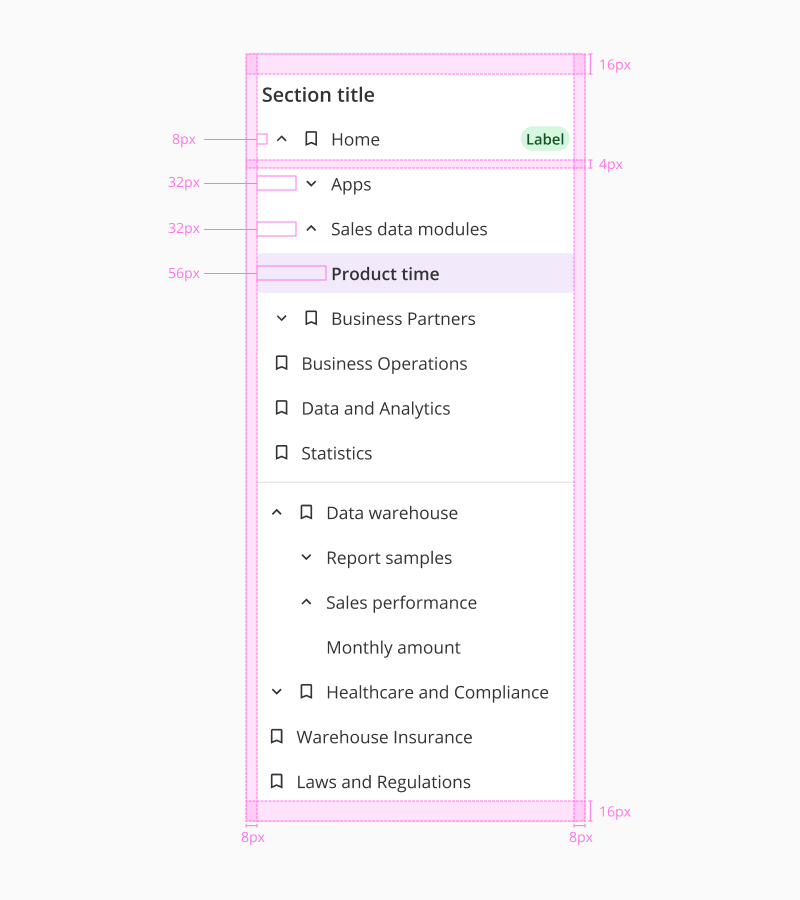 16px
Section title
8px
Home
Label
4px
32px
Apps
32px
Sales data modules
56px
Product time
Business Partners
Business Operations
Data and Analytics
Statistics
Data warehouse
Report samples
Sales performance
Monthly amount
Healthcare and Compliance
Warehouse Insurance
Laws and Regulations
16px
8px
8px